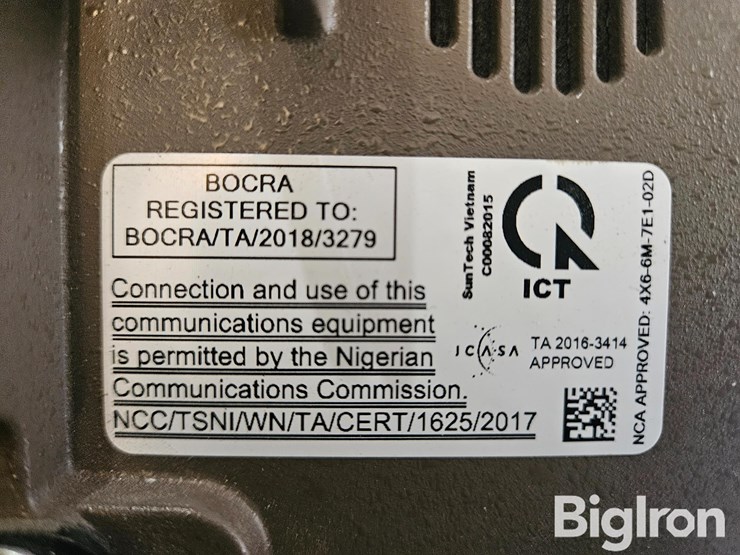 BOCRA
REGISTERED TO:
BOCRA/TA/2018/3279
Connection and use of this
communications equipment
is permitted by the Nigerian
Communications Commission.
NCC/TSNI/WN/TA/CERT/1625/2017
SunTech Vietnam
C00082015
ICT
ICASA
TA 2016-3414
APPROVED
NCA APPROVED: 4X6-6M-7E1-02D
BigIron